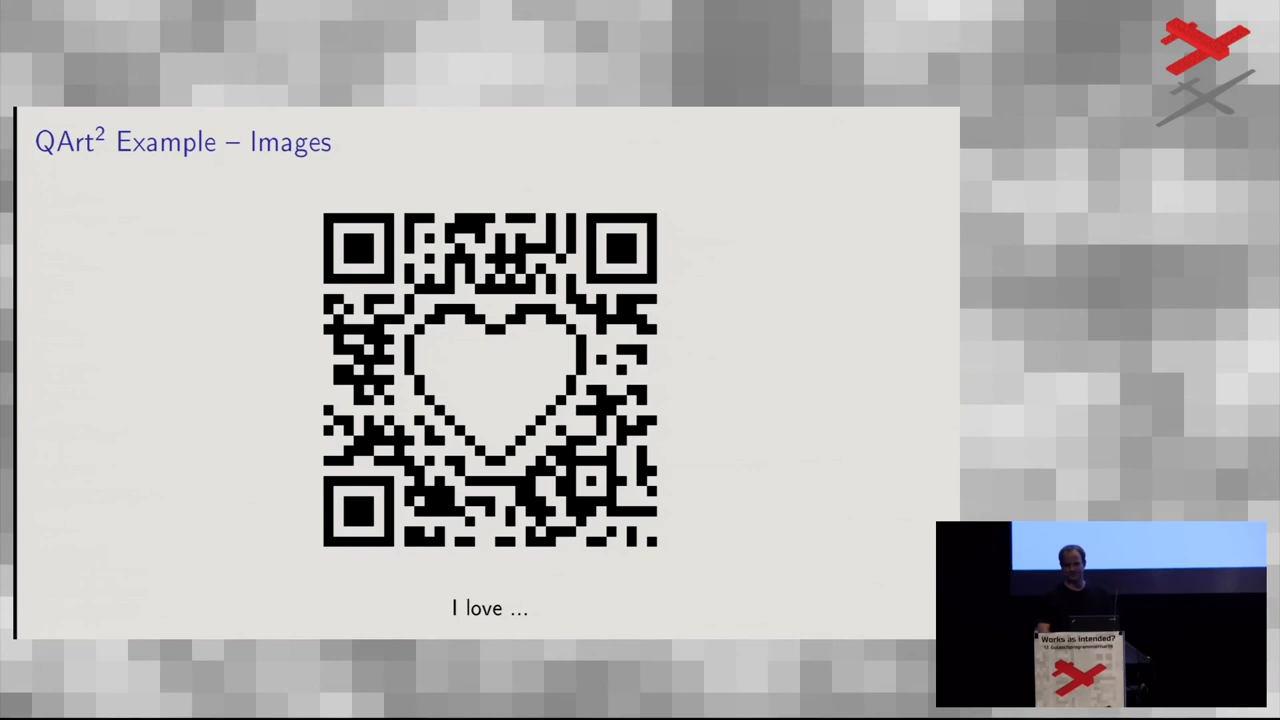 QArt² Example – Images
I love ...
Works as intended?